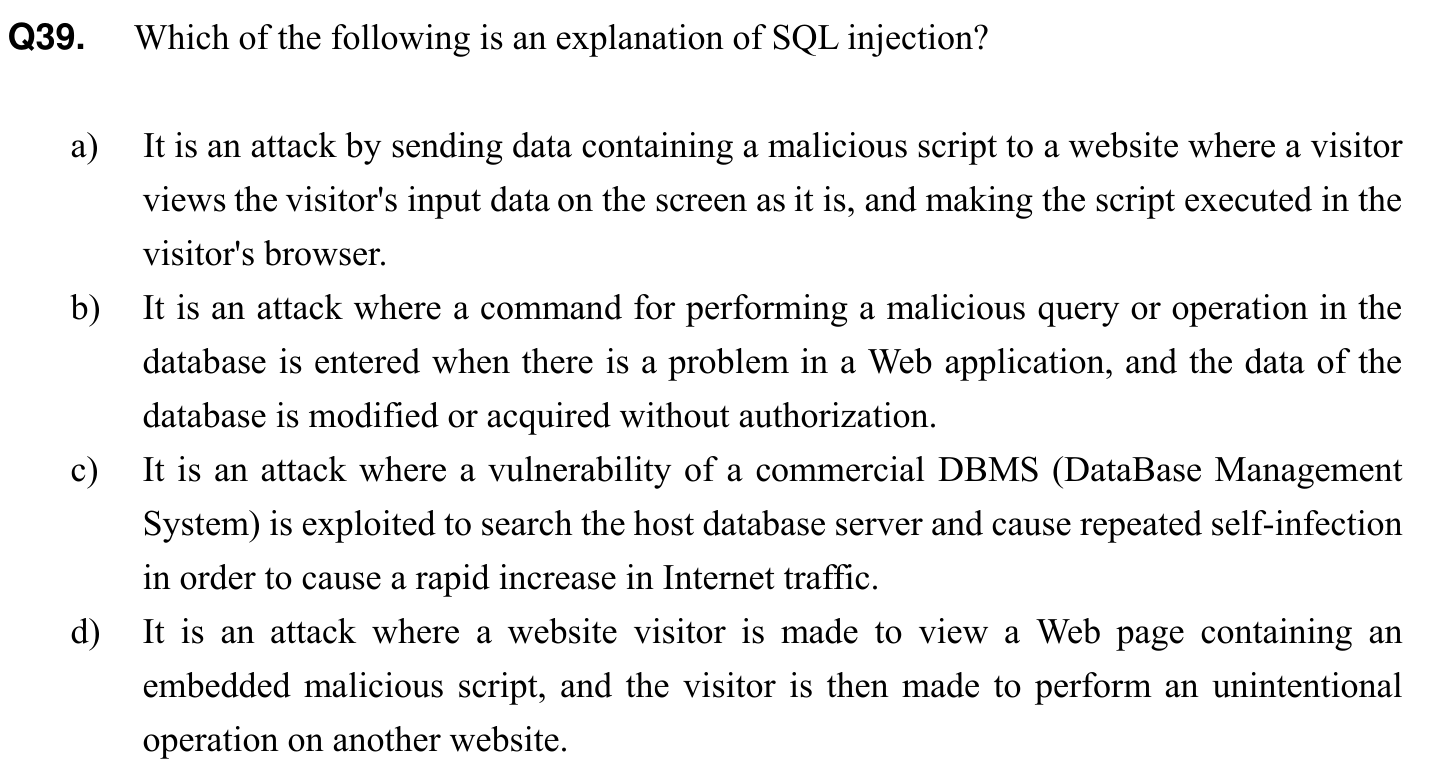 Q39. Which of the following is an explanation of SQL injection?
a) It is an attack by sending data containing a malicious script to a website where a visitor
views the visitor's input data on the screen as it is, and making the script executed in the
visitor's browser.
b) It is an attack where a command for performing a malicious query or operation in the
database is entered when there is a problem in a Web application, and the data of the
database is modified or acquired without authorization.
c) It is an attack where a vulnerability of a commercial DBMS (DataBase Management
System) is exploited to search the host database server and cause repeated self-infection
in order to cause a rapid increase in Internet traffic.
d) It is an attack where a website visitor is made to view a Web page containing an
embedded malicious script, and the visitor is then made to perform an unintentional
operation on another website.